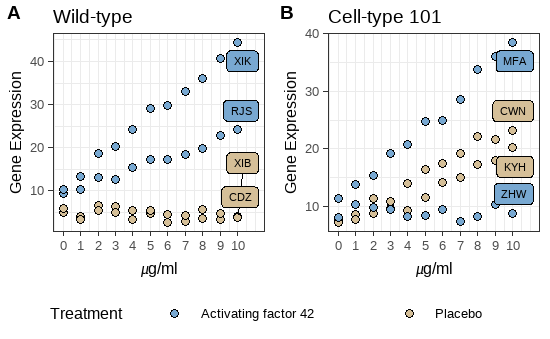 A Wild-type
B Cell-type 101
Gene Expression
40
30
20
10
XIK
RJS
XIB
CDZ
0 1 2 3 4 5 6 7 8 9 10
µg/ml
Gene Expression
40
30
20
10
MFA
CWN
KYH
ZHW
0 1 2 3 4 5 6 7 8 9 10
µg/ml
Treatment Activating factor 42 Placebo